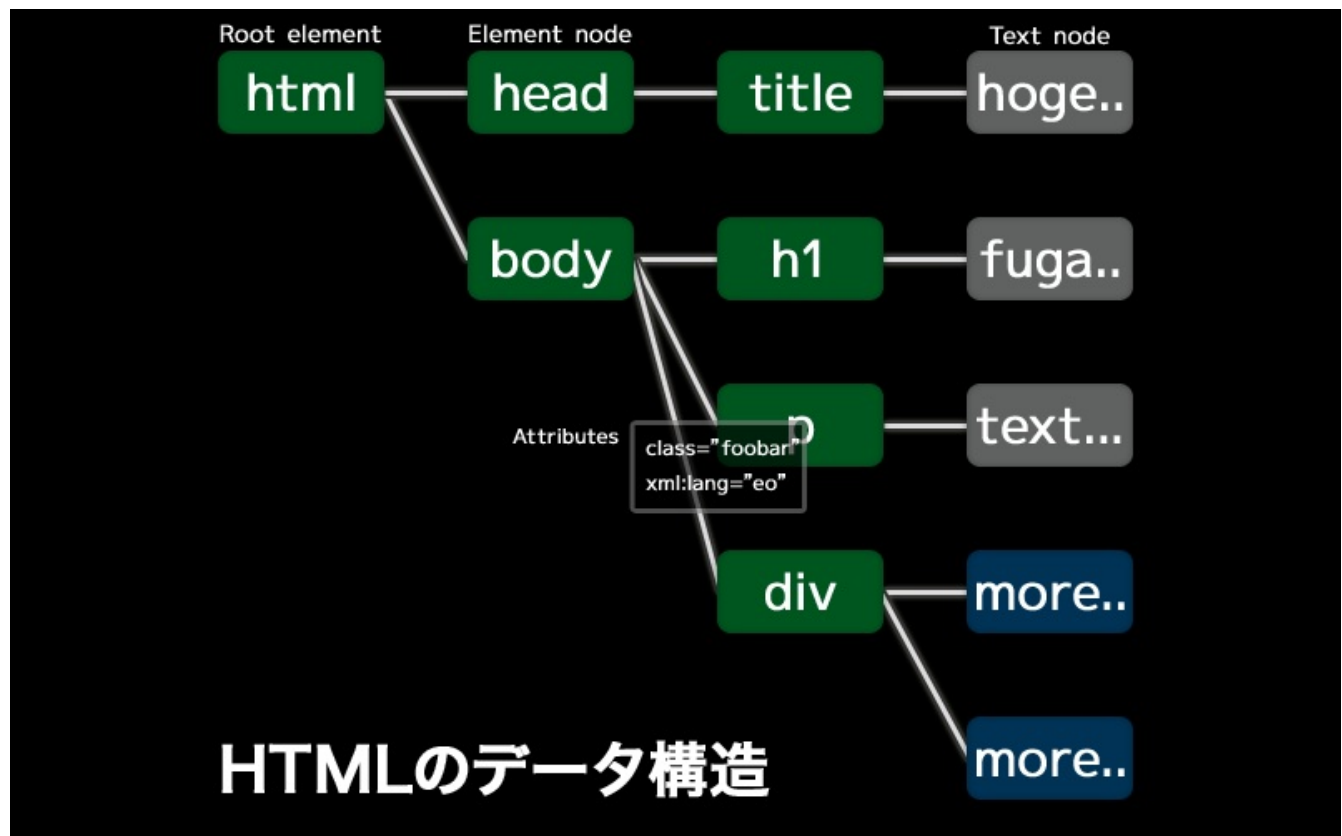 Root element
Element node
Text node
html
head
title
hoge..
body
h1
fuga..
p
text...
Attributes
class="foobar"
xml:lang="eo"
div
more..
more..
HTMLのデータ構造